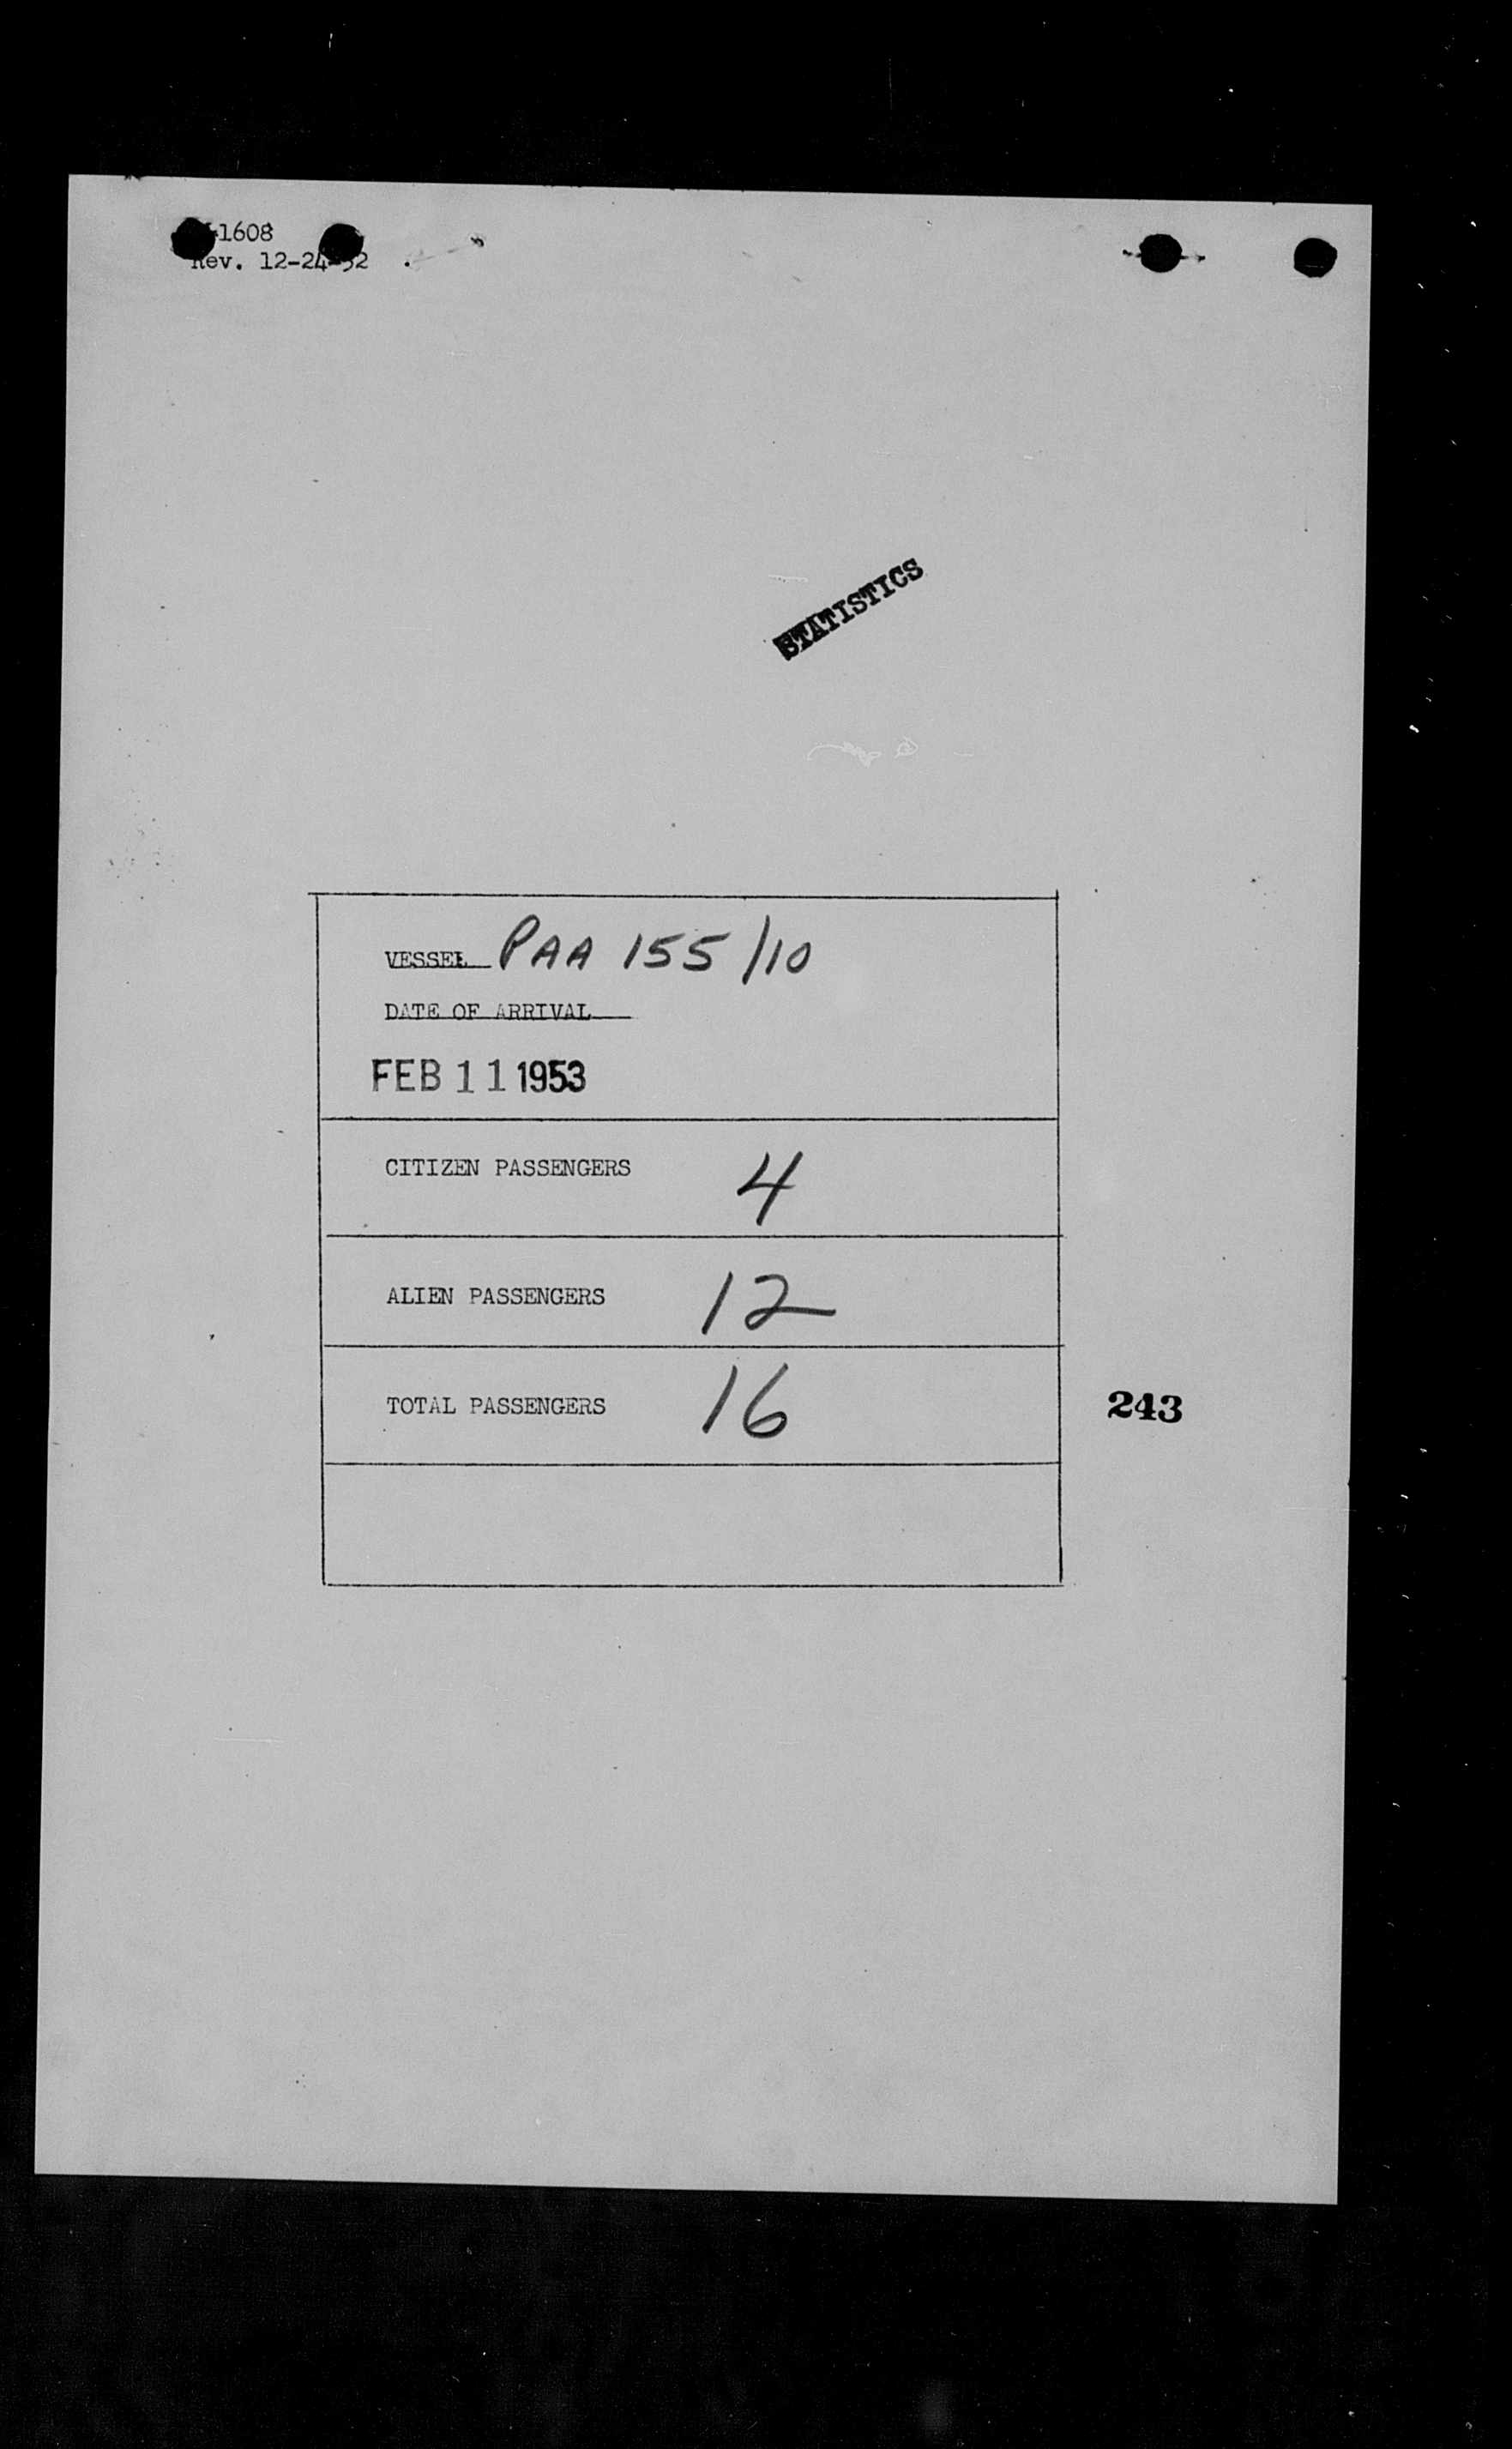 1608
Rev. 12-24-52
STATISTICS
VESSEL PAA 155/10
DATE OF ARRIVAL
FEB 11 1953
CITIZEN PASSENGERS 4
ALIEN PASSENGERS 12
TOTAL PASSENGERS 16
243